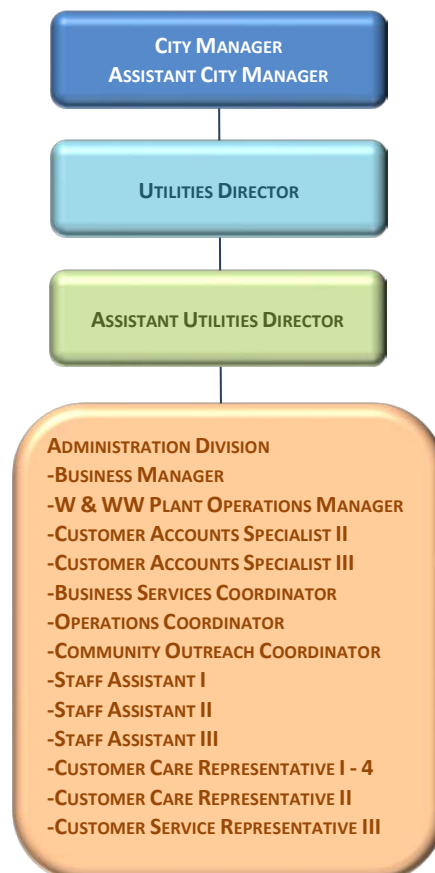 City Manager
Assistant City Manager
Utilities Director
Assistant Utilities Director
Administration Division
-Business Manager
-W & WW Plant Operations Manager
-Customer Accounts Specialist II
-Customer Accounts Specialist III
-Business Services Coordinator
-Operations Coordinator
-Community Outreach Coordinator
-Staff Assistant I
-Staff Assistant II
-Staff Assistant III
-Customer Care Representative I - 4
-Customer Care Representative II
-Customer Service Representative III